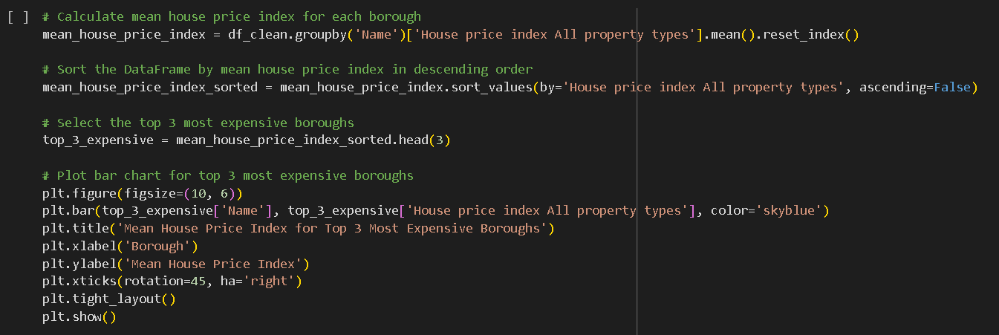 [ ] # Calculate mean house price index for each borough
mean_house_price_index = df_clean.groupby('Name')['House price index All property types'].mean().reset_index()
# Sort the DataFrame by mean house price index in descending order
mean_house_price_index_sorted = mean_house_price_index.sort_values(by='House price index All property types', ascending=False)
# Select the top 3 most expensive boroughs
top_3_expensive = mean_house_price_index_sorted.head(3)
# Plot bar chart for top 3 most expensive boroughs
plt.figure(figsize=(10, 6))
plt.bar(top_3_expensive['Name'], top_3_expensive['House price index All property types'], color='skyblue')
plt.title('Mean House Price Index for Top 3 Most Expensive Boroughs')
plt.xlabel('Borough')
plt.ylabel('Mean House Price Index')
plt.xticks(rotation=45, ha='right')
plt.tight_layout()
plt.show()